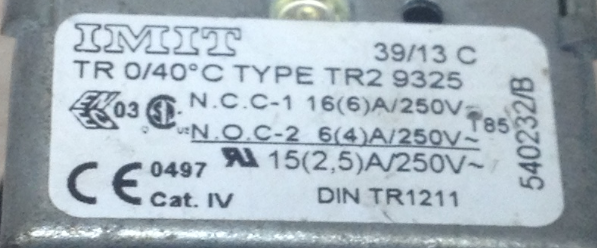 IMIT 39/13 C
TR 0/40°C TYPE TR2 9325
03 N.C.C-1 16(6)A/250V~
N.O.C-2 6(4)A/250V~ T85
15(2,5)A/250V~
CE 0497
Cat. IV DIN TR1211
540232/B